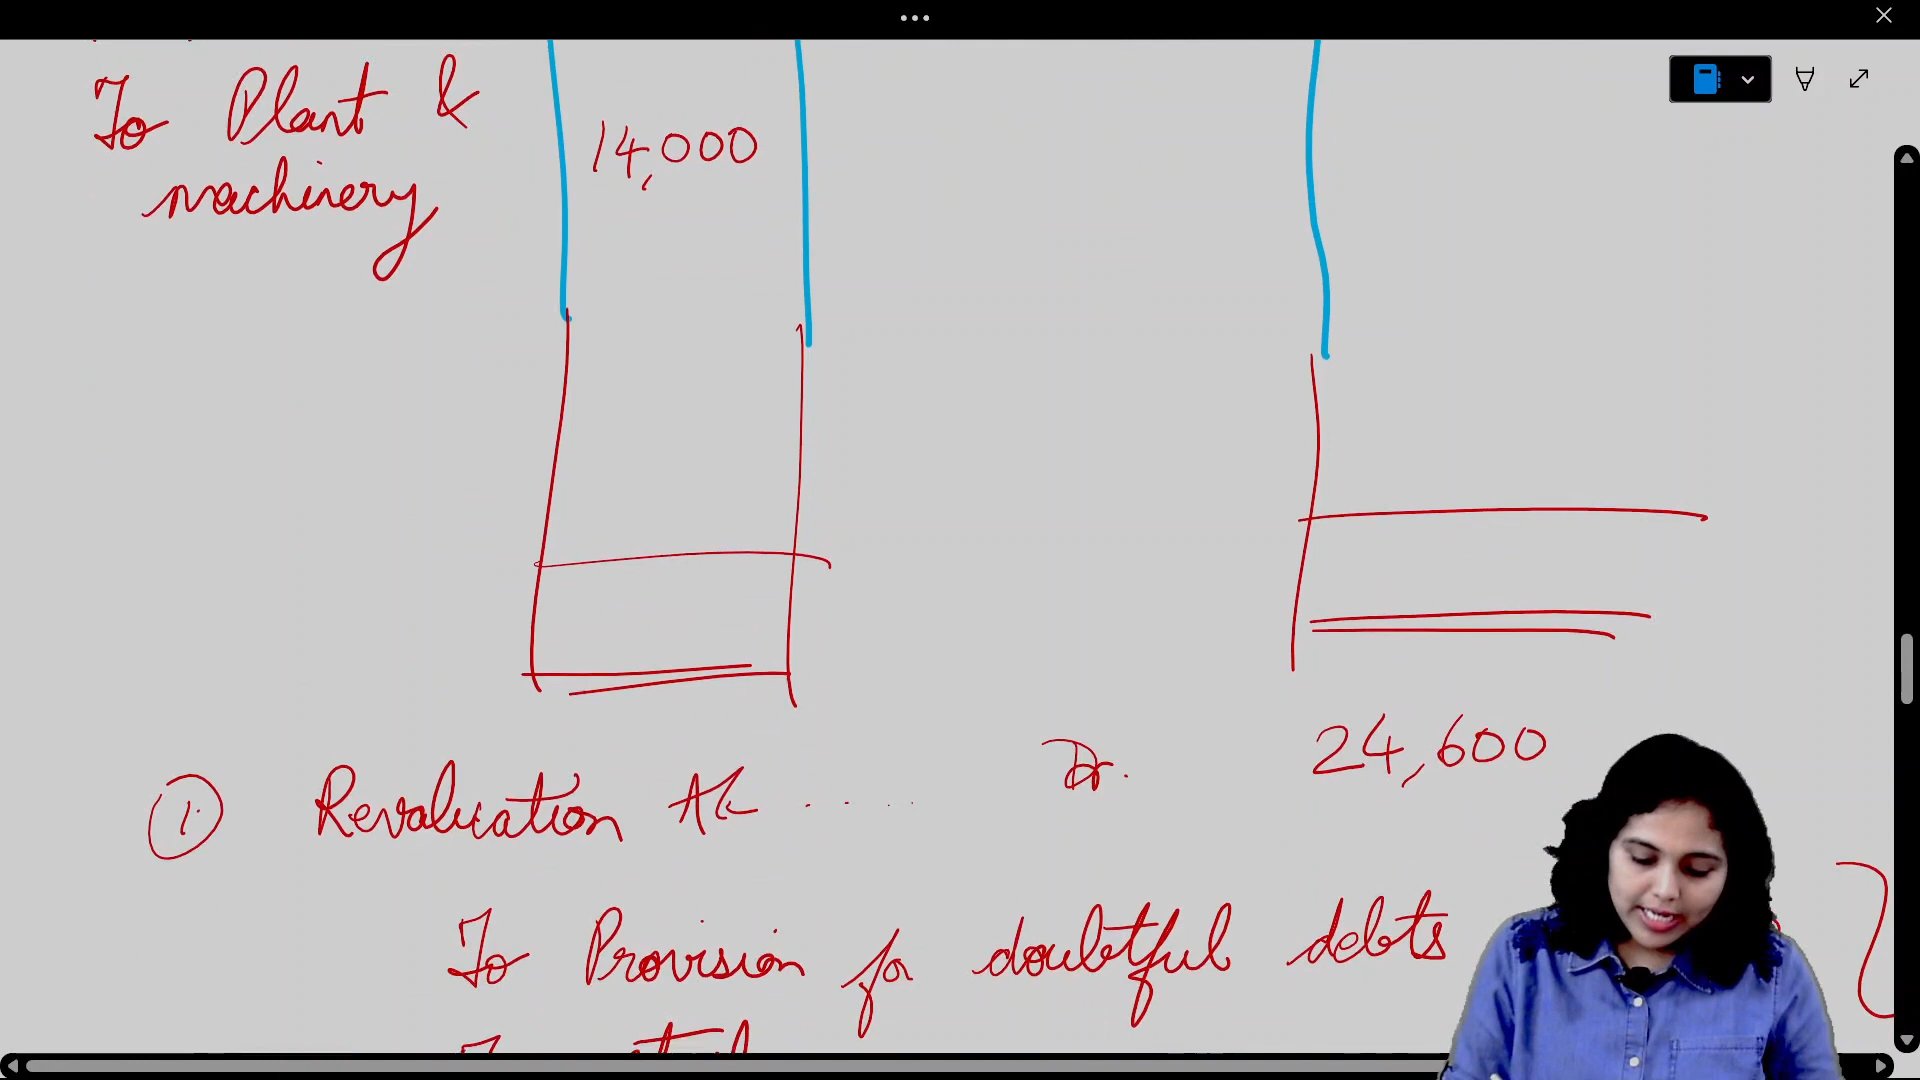 To Plant &
machinery
14,000
1. Revaluation A/c ..... Dr. 24,600
To Provision for doubtful debts